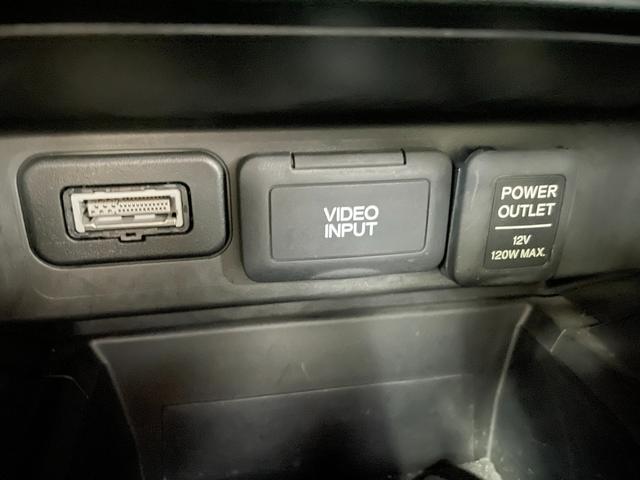 VIDEO
INPUT
POWER
OUTLET
12V
120W MAX.